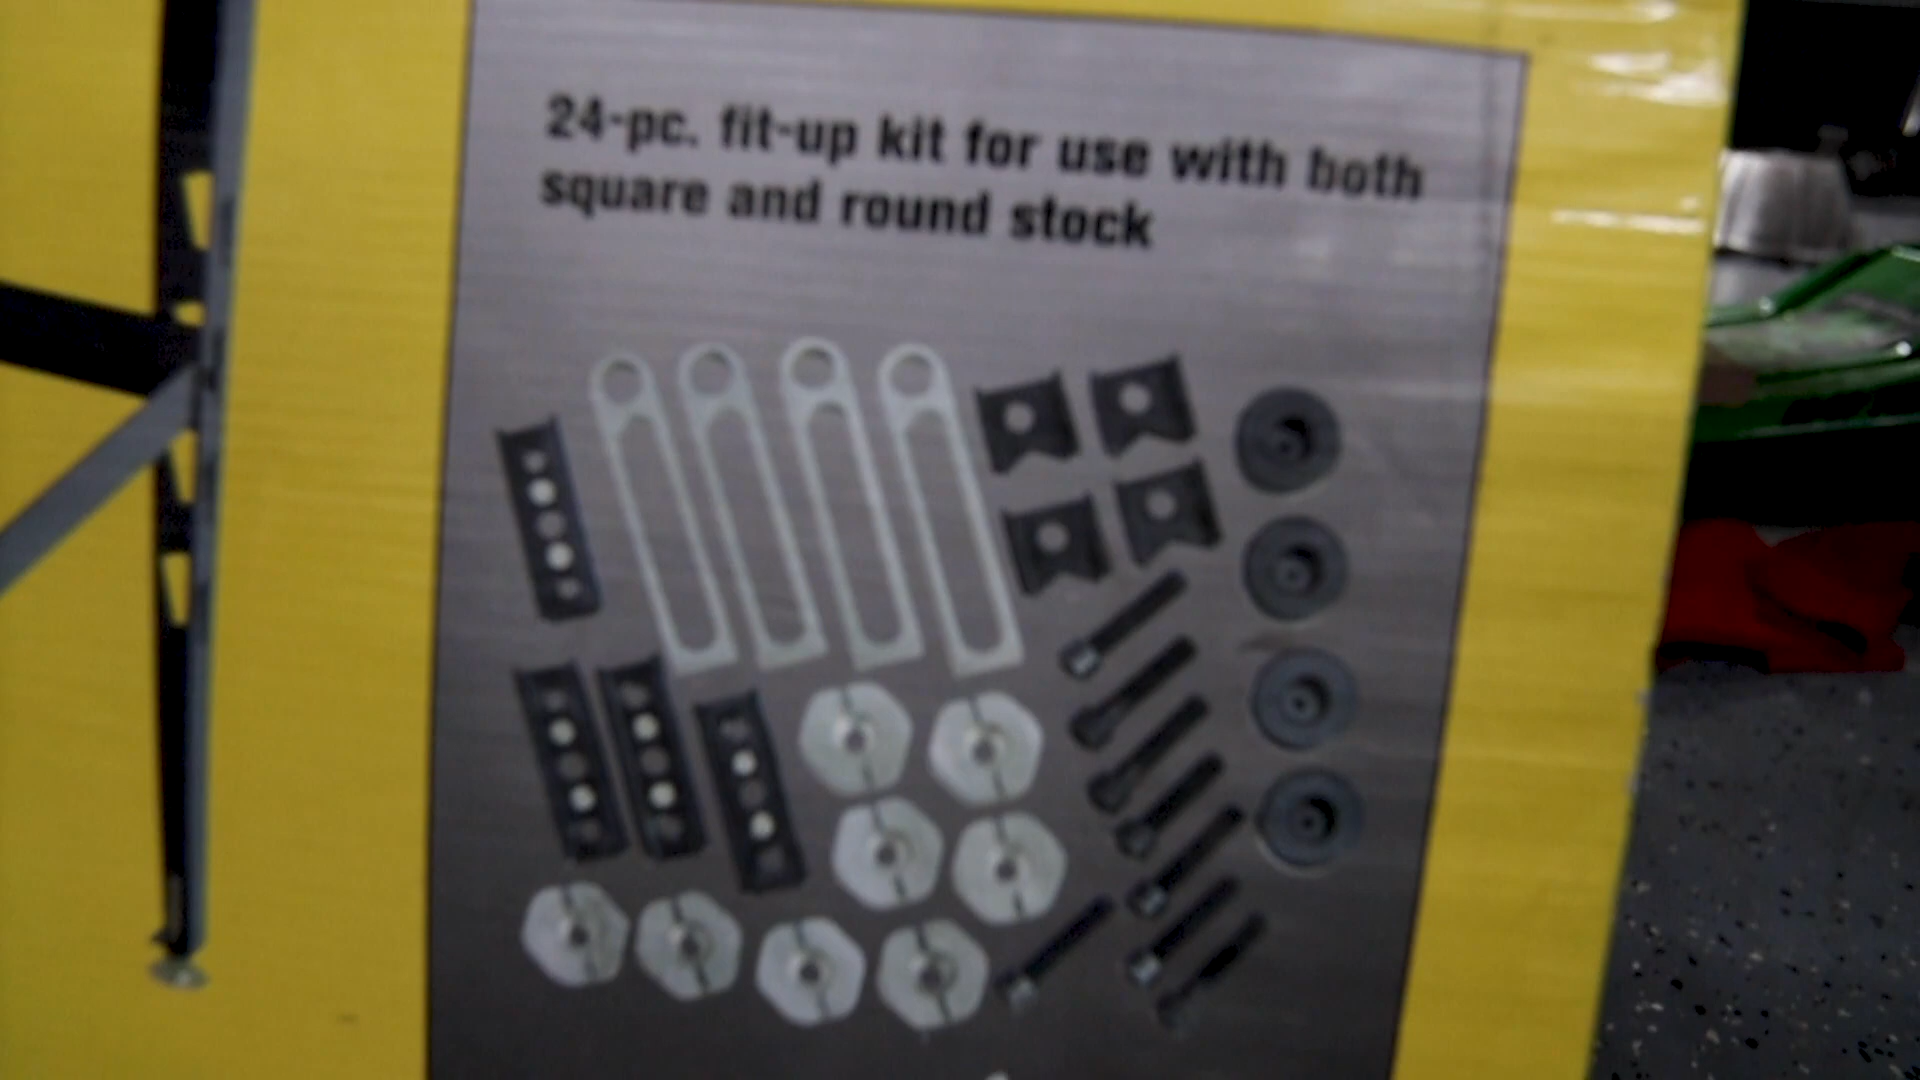 24-pc. fit-up kit for use with both
square and round stock